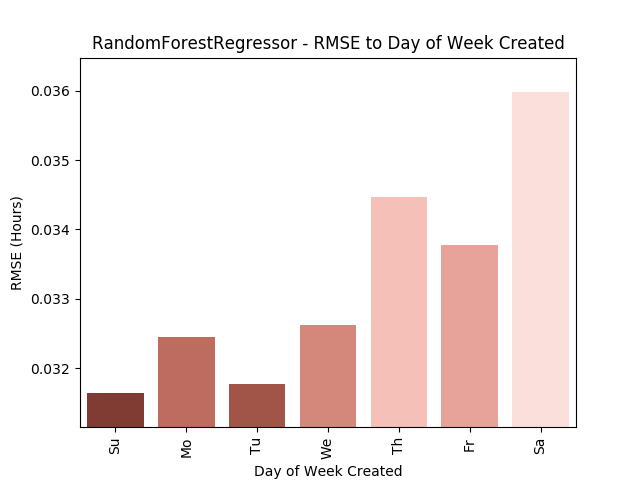 RandomForestRegressor - RMSE to Day of Week Created
0.036
0.035
0.034
0.033
0.032
RMSE (Hours)
Su
Mo
Tu
We
Th
Fr
Sa
Day of Week Created